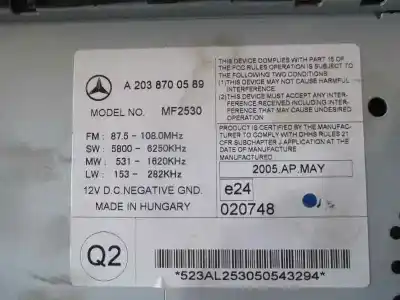 A 203 870 05 89
MODEL NO. MF2530
FM : 87.5 - 108.0MHz
SW : 5800 - 6250KHz
MW : 531 - 1620KHz
LW : 153 - 282KHz
12V D.C.NEGATIVE GND.
MADE IN HUNGARY
THIS DEVICE COMPLIES WITH PART 15 OF
THE FCC RULES OPERATION IS SUBJECT TO
THE FOLLOWING TWO CONDITIONS:
(1) THIS DEVICE MAY NOT CAUSE HARMFUL
INTERFERENCE
(2) THIS DEVICE MUST ACCEPT ANY INTER-
FERENCE RECEIVED INCLUDING INTER-
FERENCE THAT MAY CAUSE UNDESIRED
OPERATION
PRODUCT IS CERTIFIED BY THE MANUFAC-
TURER TO COMPLY WITH DHHS RULES 21
CFR SUBCHAPTER J APPLICATION AT THE
DATE OF MANUFACTURE
2005.AP.MAY
e24
020748
Q2
*523AL253050543294*